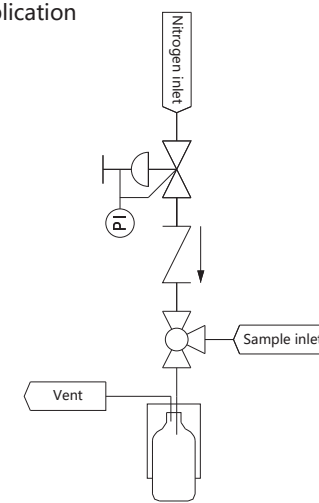 plication
Nitrogen inlet
PI
Sample inlet
Vent